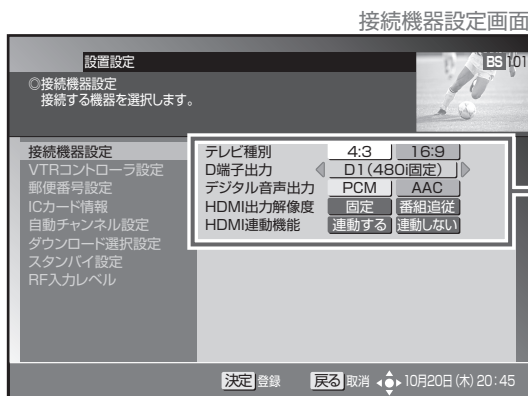 接続機器設定画面
設置設定
BS 101
◎接続機器設定
接続する機器を選択します。
接続機器設定
VTRコントローラ設定
郵便番号設定
ICカード情報
自動チャンネル設定
ダウンロード選択設定
スタンバイ設定
RF入力レベル
テレビ種別 4:3 16:9
D端子出力 D1(480i固定)
デジタル音声出力 PCM AAC
HDMI出力解像度 固定 番組追従
HDMI連動機能 連動する 連動しない
決定 登録 戻る 取消 10月20日(木)20:45